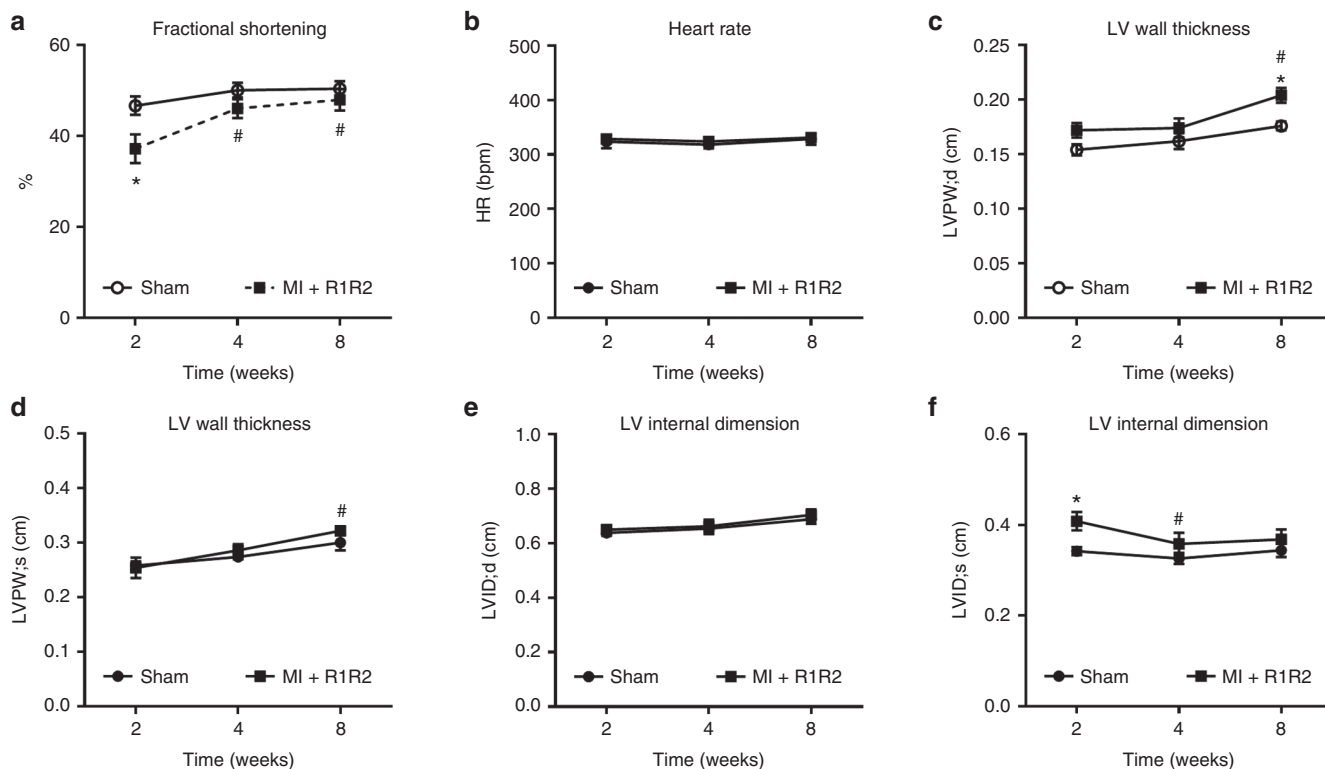 a
Fractional shortening
60
40
20
0
%
*
#
#
Sham
MI + R1R2
2
4
8
Time (weeks)
b
Heart rate
500
400
300
200
100
0
HR (bpm)
Sham
MI + R1R2
2
4
8
Time (weeks)
c
LV wall thickness
0.25
0.20
0.15
0.10
0.05
0.00
LVPW;d (cm)
#
*
Sham
MI + R1R2
2
4
8
Time (weeks)
d
LV wall thickness
0.5
0.4
0.3
0.2
0.1
0.0
LVPW;s (cm)
#
Sham
MI + R1R2
2
4
8
Time (weeks)
e
LV internal dimension
1.0
0.8
0.6
0.4
0.2
0.0
LVID;d (cm)
Sham
MI + R1R2
2
4
8
Time (weeks)
f
LV internal dimension
0.6
0.4
0.2
0.0
LVID;s (cm)
*
#
Sham
MI + R1R2
2
4
8
Time (weeks)